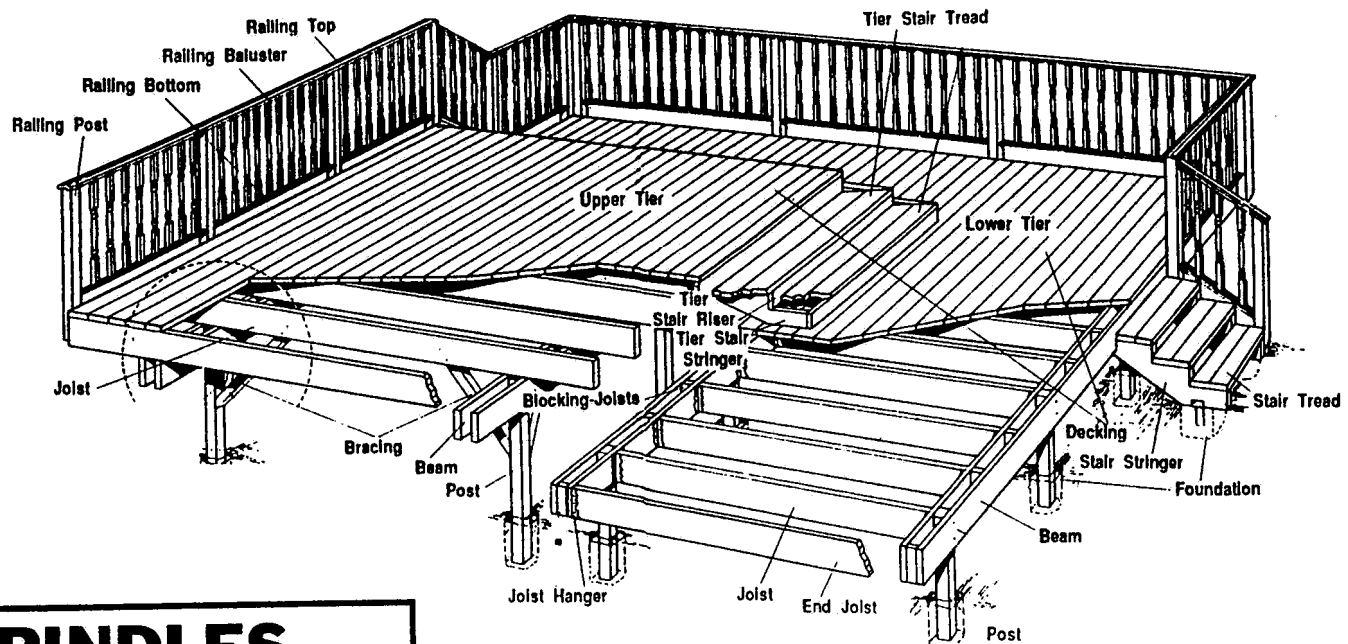 Tier Stair Tread
Railing Top
Railing Baluster
Railing Bottom
Railing Post
Upper Tier
Lower Tier
Tier
Stair Riser
Tier Stair
Stringer
Joist
Blocking-Joists
Bracing
Beam
Post
Decking
Stair Tread
Stair Stringer
Foundation
Beam
Joist Hanger
Joist
End Joist
Post